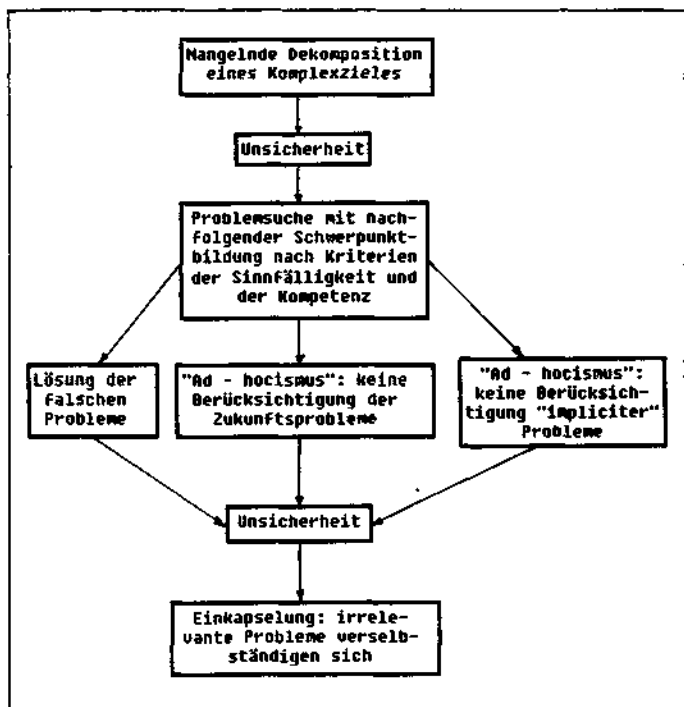 Mangelnde Dekomposition
eines Komplexzieles
Unsicherheit
Problemsuche mit nach-
folgender Schwerpunkt-
bildung nach Kriterien
der Sinnfälligkeit und
der Kompetenz
Lösung der
falschen
Probleme
"Ad - hocismus": keine
Berücksichtigung der
Zukunftsprobleme
"Ad - hocismus":
keine Berücksich-
tigung "impliciter"
Probleme
Unsicherheit
Einkapselung: irrele-
vante Probleme verselb-
ständigen sich